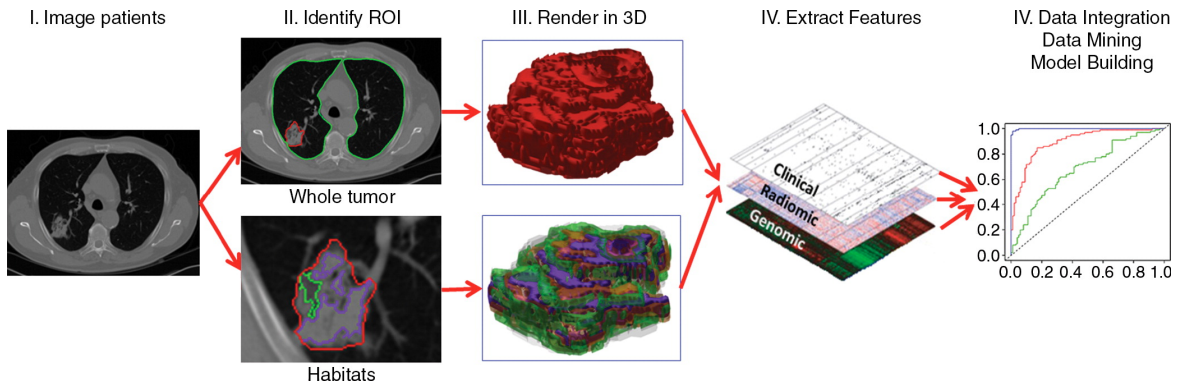 I. Image patients
II. Identify ROI
III. Render in 3D
IV. Extract Features
IV. Data Integration
Data Mining
Model Building
Whole tumor
Habitats
Clinical
Radiomic
Genomic
1.0
0.8
0.6
0.4
0.2
0.0
0.0 0.2 0.4 0.6 0.8 1.0